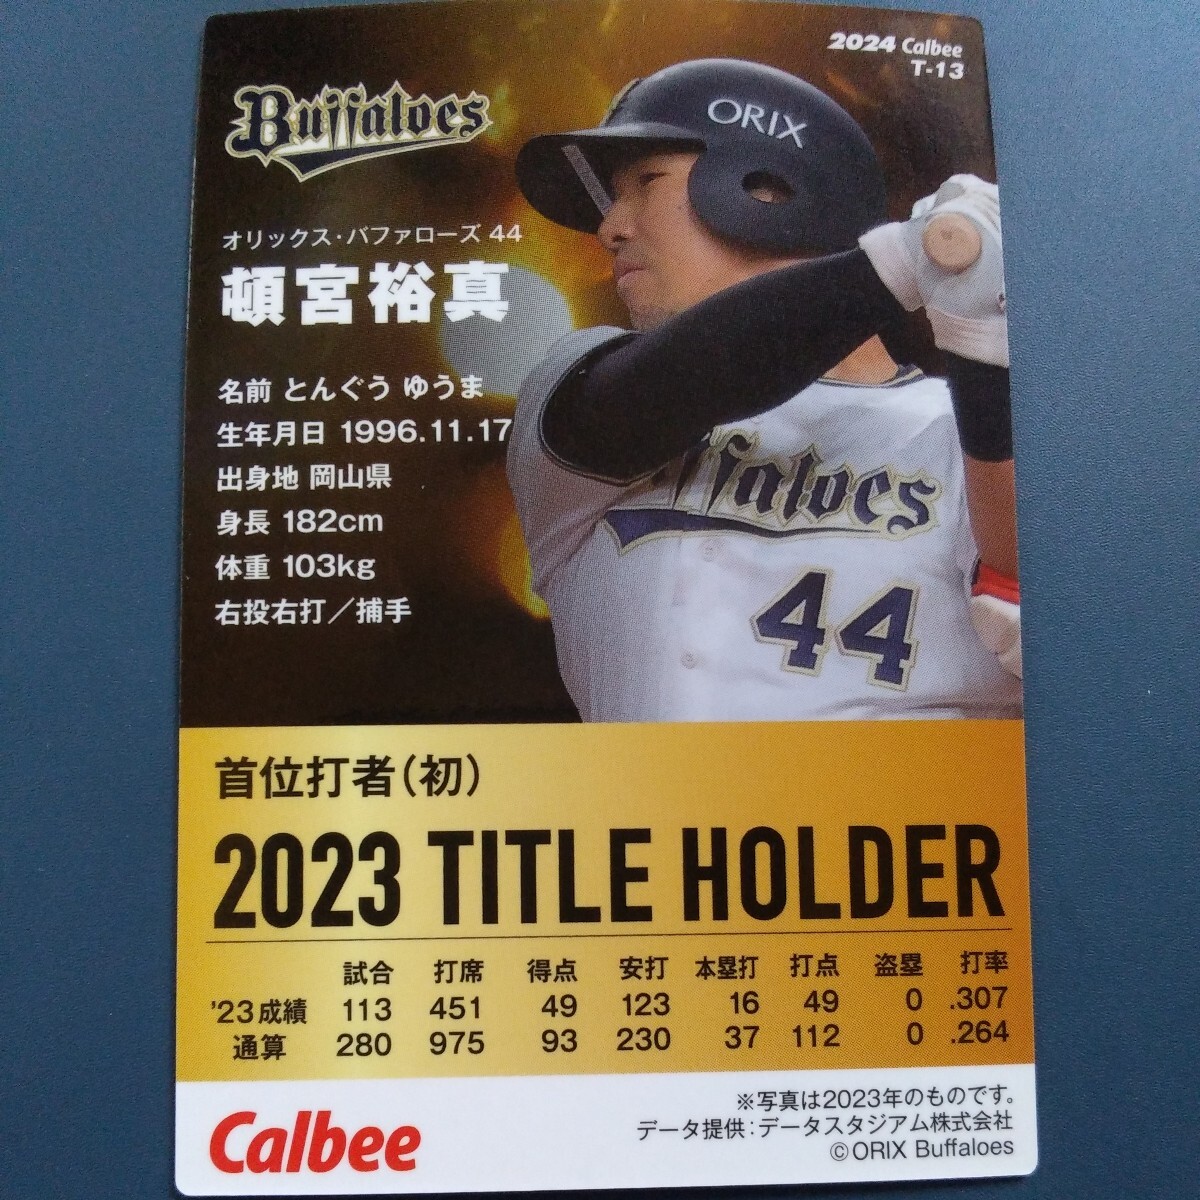 2024 Calbee
T-13
Buffaloes
ORIX
オリックス・バファローズ 44
頓宮裕真
名前 とんぐう ゆうま
生年月日 1996.11.17
出身地 岡山県
身長 182cm
体重 103kg
右投右打／捕手
ffaloes
44
首位打者(初)
2023 TITLE HOLDER
試合 打席 得点 安打 本塁打 打点 盗塁 打率
'23成績 113 451 49 123 16 49 0 .307
通算 280 975 93 230 37 112 0 .264
Calbee
※写真は2023年のものです。
データ提供：データスタジアム株式会社
©ORIX Buffaloes